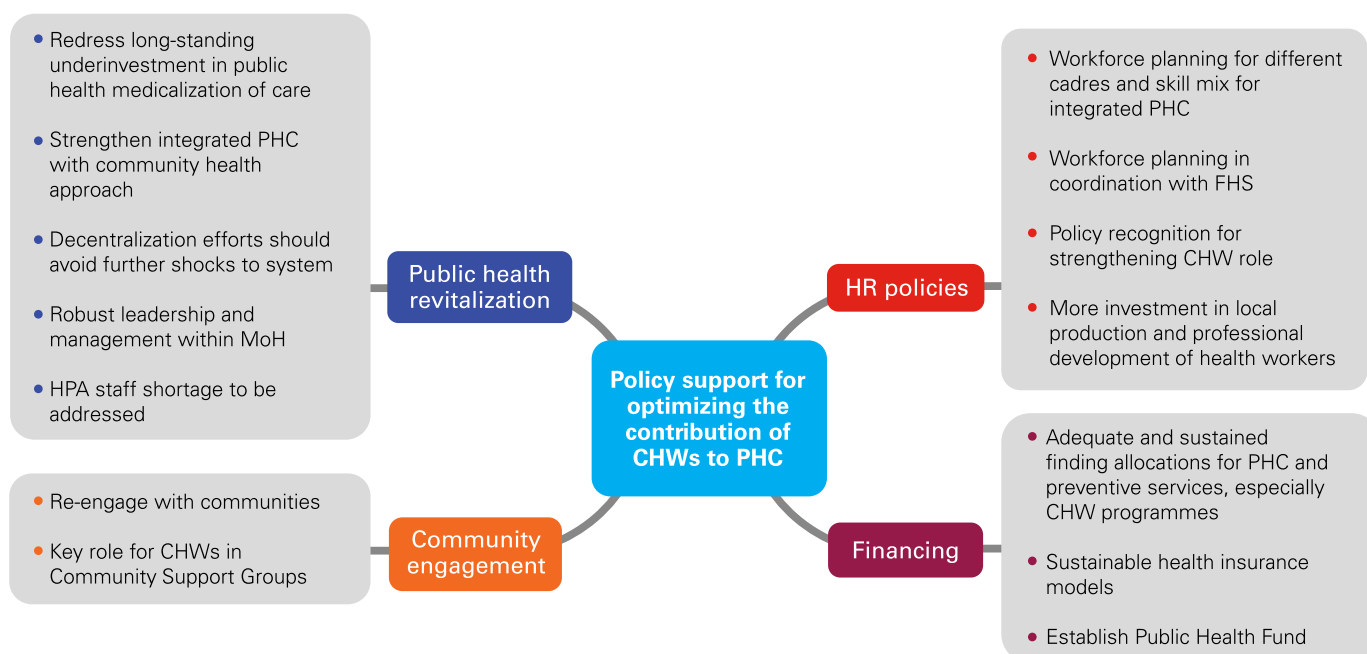 Redress long-standing
underinvestment in public
health medicalization of care
Strengthen integrated PHC
with community health
approach
Decentralization efforts should
avoid further shocks to system
Robust leadership and
management within MoH
HPA staff shortage to be
addressed
Public health
revitalization
Re-engage with communities
Key role for CHWs in
Community Support Groups
Community
engagement
Policy support for
optimizing the
contribution of
CHWs to PHC
HR policies
Workforce planning for different
cadres and skill mix for
integrated PHC
Workforce planning in
coordination with FHS
Policy recognition for
strengthening CHW role
More investment in local
production and professional
development of health workers
Financing
Adequate and sustained
finding allocations for PHC and
preventive services, especially
CHW programmes
Sustainable health insurance
models
Establish Public Health Fund